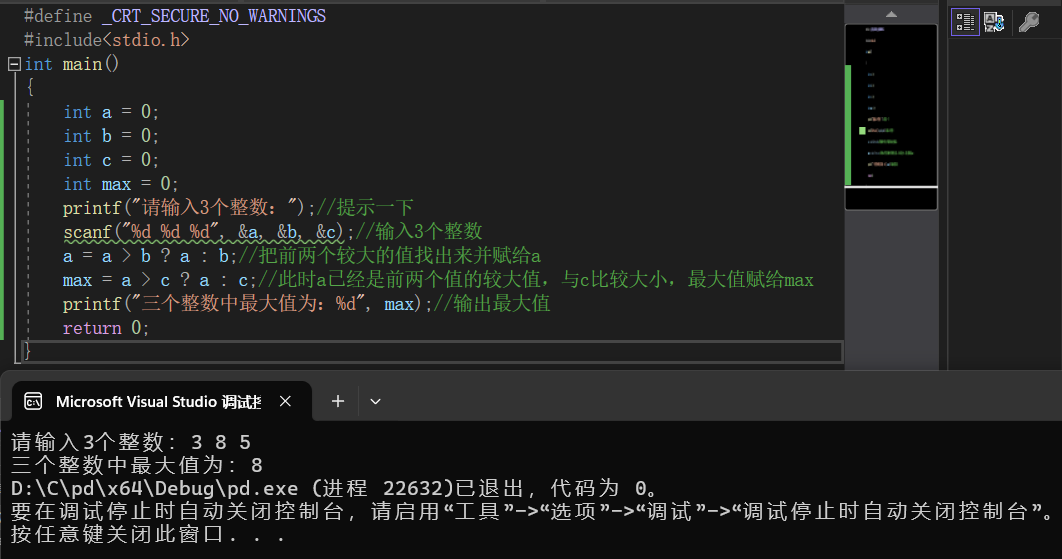 #define _CRT_SECURE_NO_WARNINGS
#include<stdio.h>
int main()
{
int a = 0;
int b = 0;
int c = 0;
int max = 0;
printf("请输入3个整数：");//提示一下
scanf("%d %d %d", &a, &b, &c);//输入3个整数
a = a > b ? a : b;//把前两个较大的值找出来并赋给a
max = a > c ? a : c;//此时a已经是前两个值的较大值，与c比较大小，最大值赋给max
printf("三个整数中最大值为：%d", max);//输出最大值
return 0;
}
Microsoft Visual Studio 调试控
请输入3个整数：3 8 5
三个整数中最大值为：8
D:\C\pd\x64\Debug\pd.exe (进程 22632)已退出，代码为 0。
要在调试停止时自动关闭控制台，请启用“工具”->“选项”->“调试”->“调试停止时自动关闭控制台”。
按任意键关闭此窗口. . .